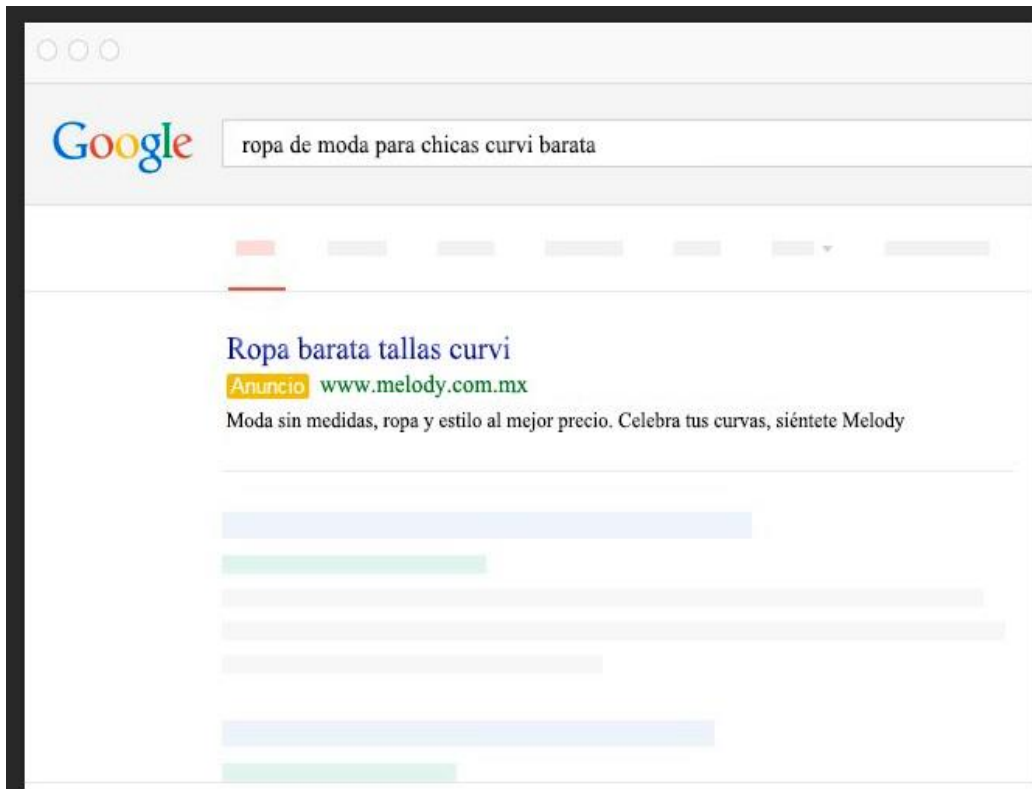 Google
ropa de moda para chicas curvi barata
Ropa barata tallas curvi
Anuncio www.melody.com.mx
Moda sin medidas, ropa y estilo al mejor precio. Celebra tus curvas, siéntete Melody